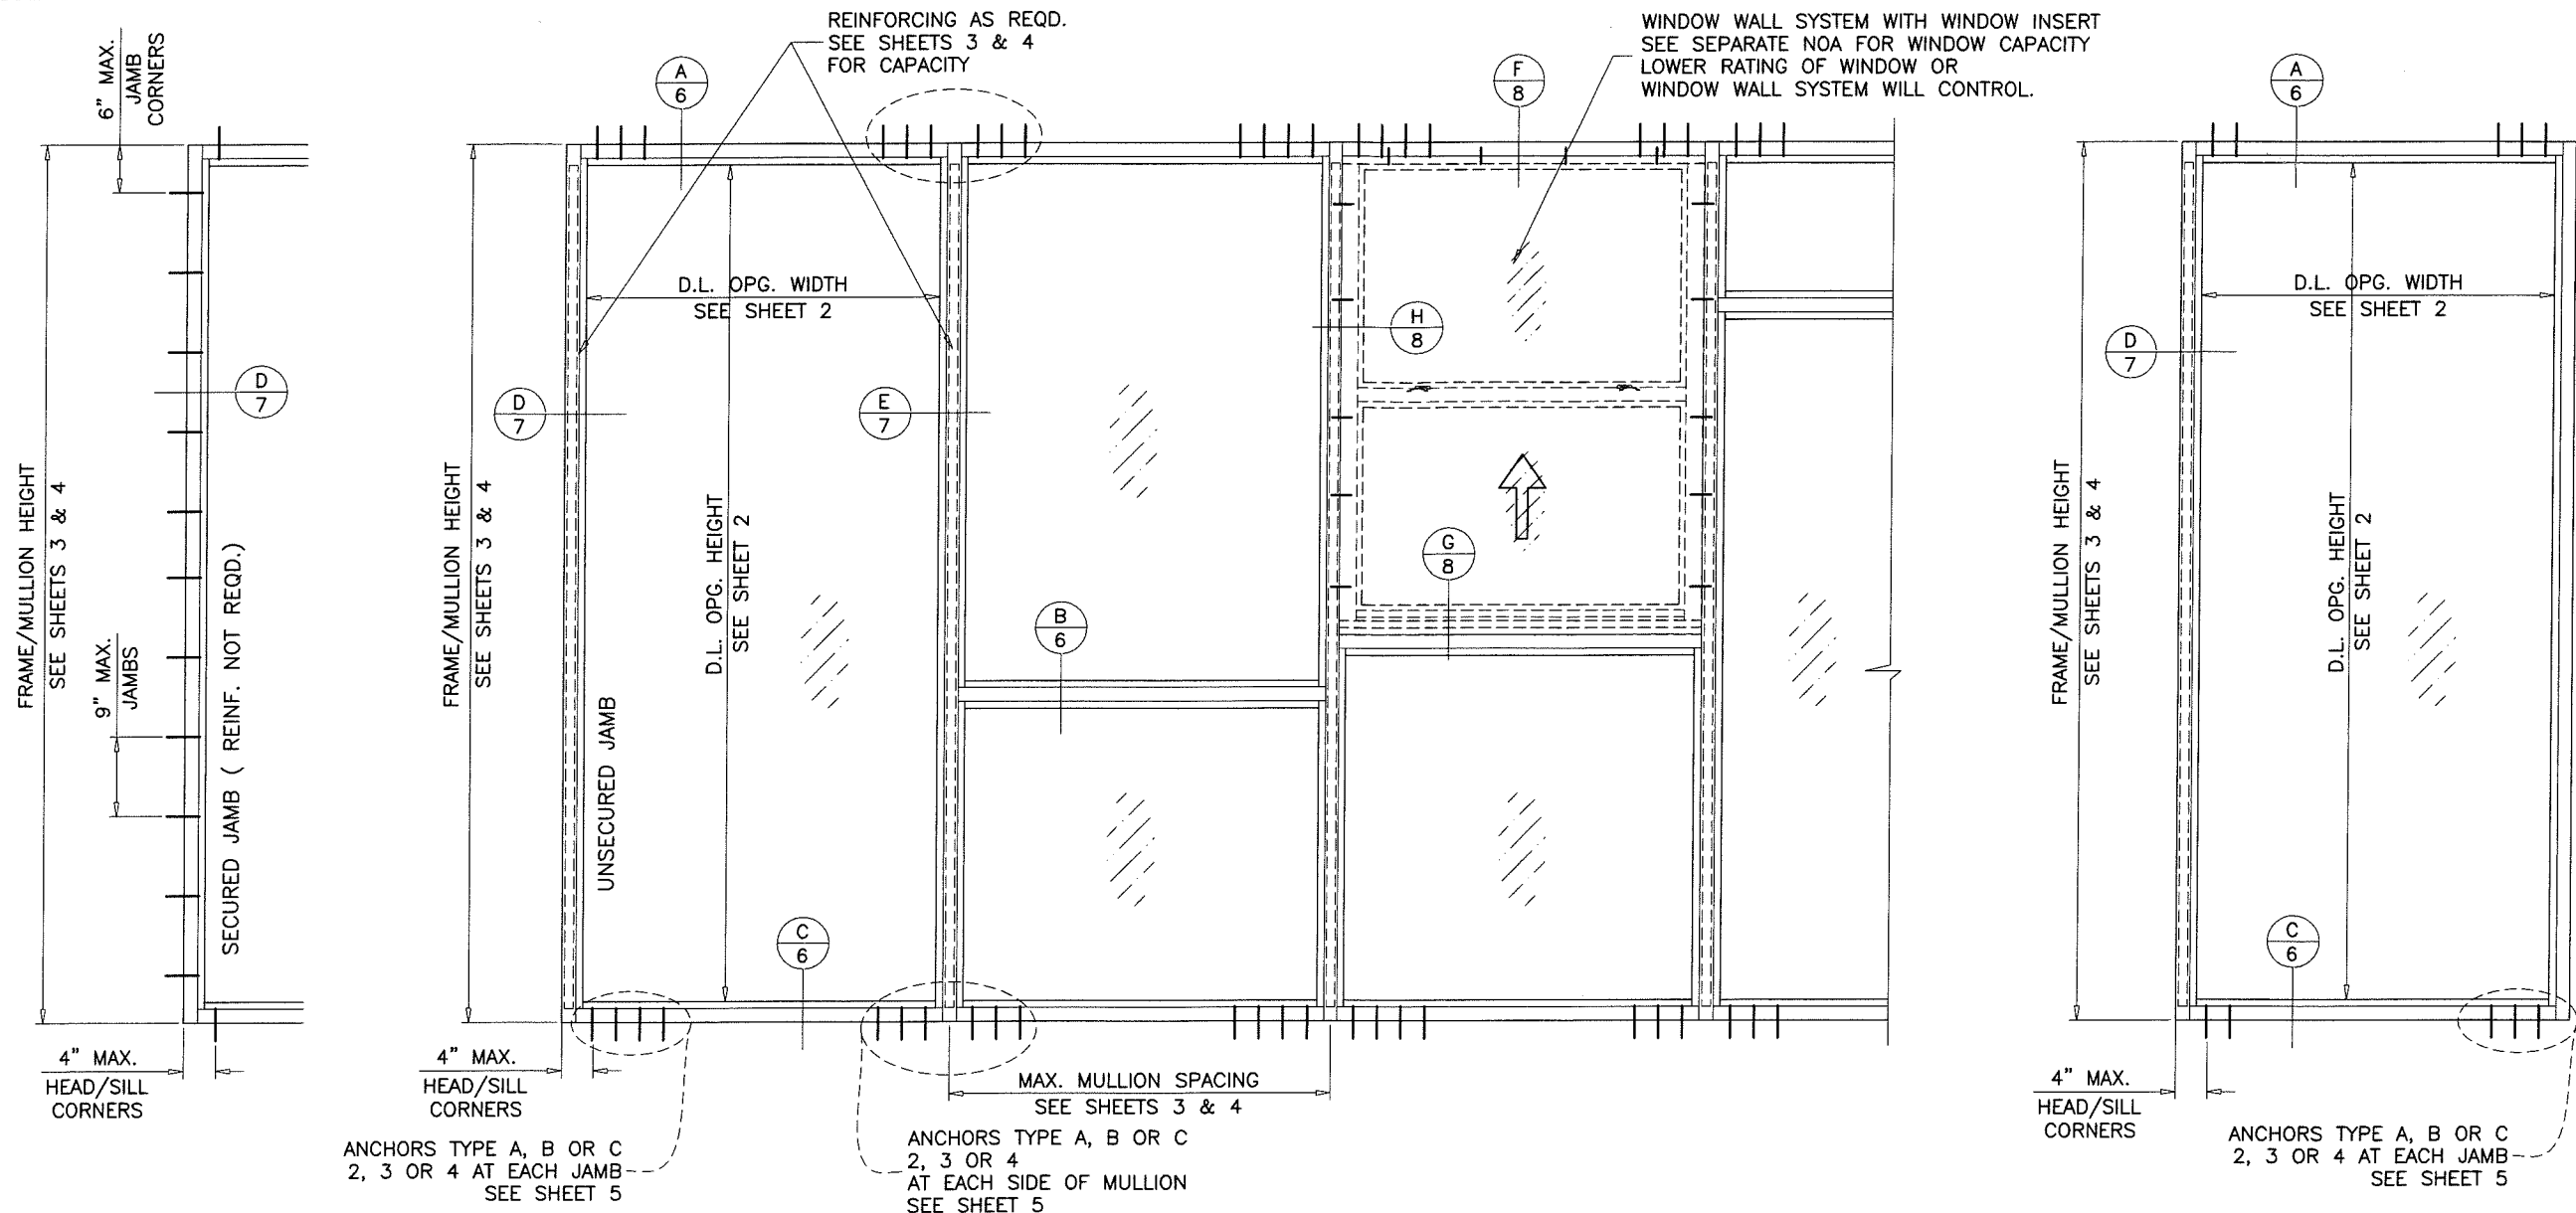 6" MAX.
JAMB
CORNERS
FRAME/MULLION HEIGHT
SEE SHEETS 3 & 4
9" MAX.
JAMBS
SECURED JAMB ( REINF. NOT REQD.)
D
7
4" MAX.
HEAD/SILL
CORNERS
REINFORCING AS REQD.
SEE SHEETS 3 & 4
FOR CAPACITY
A
6
FRAME/MULLION HEIGHT
SEE SHEETS 3 & 4
D
7
D.L. OPG. WIDTH
SEE SHEET 2
D.L. OPG. HEIGHT
SEE SHEET 2
UNSECURED JAMB
E
7
B
6
C
6
4" MAX.
HEAD/SILL
CORNERS
ANCHORS TYPE A, B OR C
2, 3 OR 4 AT EACH JAMB
SEE SHEET 5
MAX. MULLION SPACING
SEE SHEETS 3 & 4
ANCHORS TYPE A, B OR C
2, 3 OR 4
AT EACH SIDE OF MULLION
SEE SHEET 5
WINDOW WALL SYSTEM WITH WINDOW INSERT
SEE SEPARATE NOA FOR WINDOW CAPACITY
LOWER RATING OF WINDOW OR
WINDOW WALL SYSTEM WILL CONTROL.
F
8
H
8
G
8
A
6
D
7
FRAME/MULLION HEIGHT
SEE SHEETS 3 & 4
D.L. OPG. WIDTH
SEE SHEET 2
D.L. OPG. HEIGHT
SEE SHEET 2
C
6
4" MAX.
HEAD/SILL
CORNERS
ANCHORS TYPE A, B OR C
2, 3 OR 4 AT EACH JAMB
SEE SHEET 5